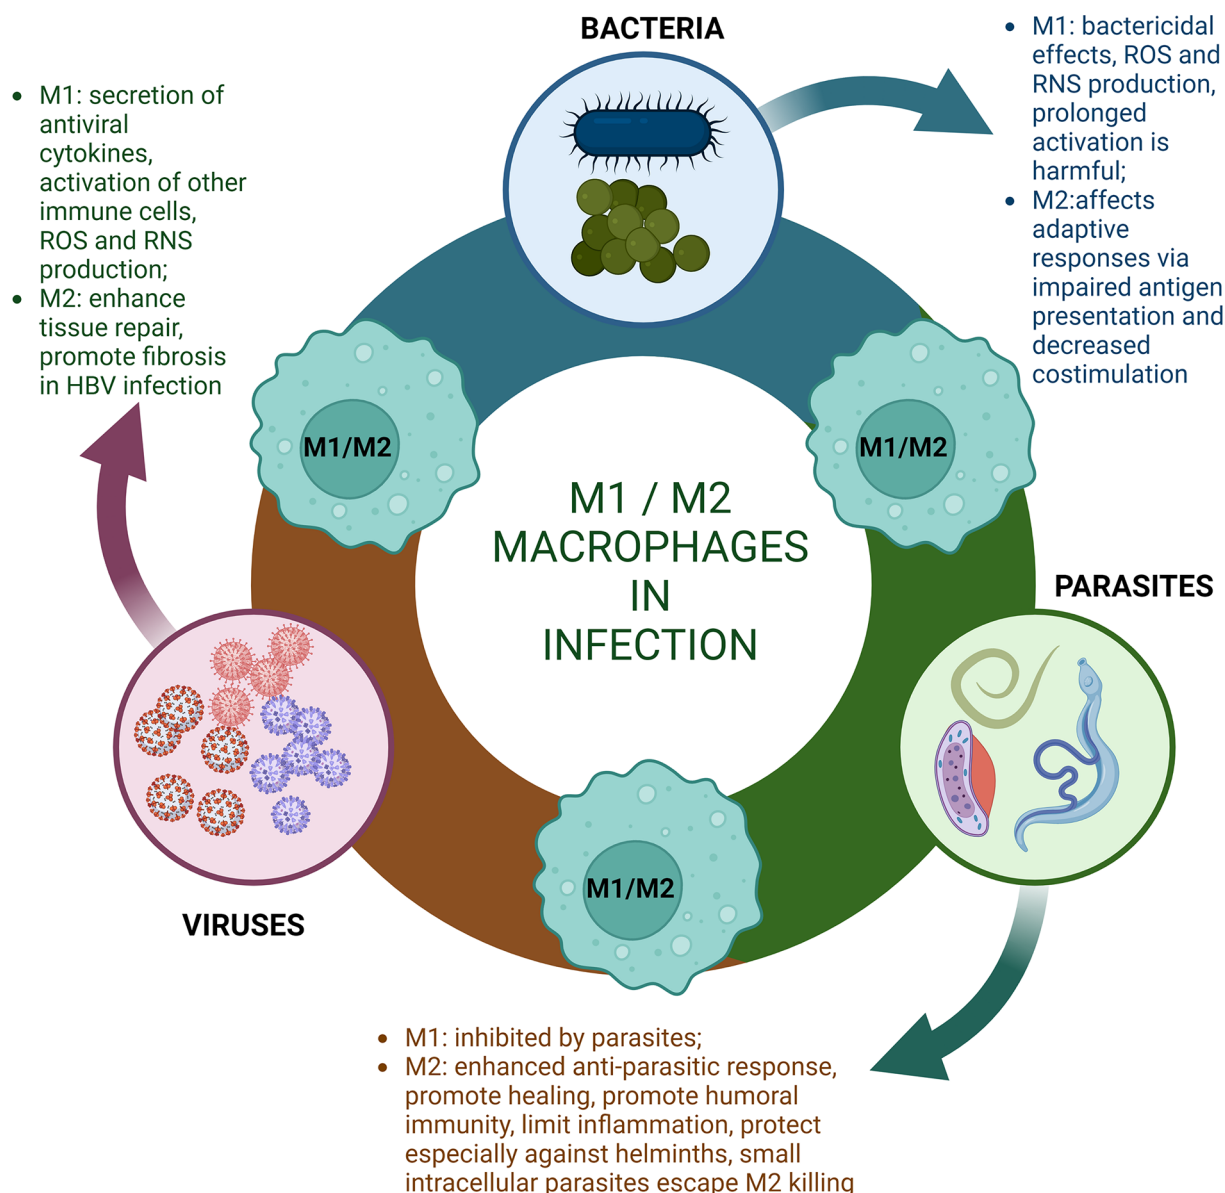 BACTERIA
• M1: bactericidal
effects, ROS and
RNS production,
prolonged
activation is
harmful;
• M2:affects
adaptive
responses via
impaired antigen
presentation and
decreased
costimulation
• M1: secretion of
antiviral
cytokines,
activation of other
immune cells,
ROS and RNS
production;
• M2: enhance
tissue repair,
promote fibrosis
in HBV infection
M1/M2
M1/M2
M1 / M2
MACROPHAGES
IN
INFECTION
PARASITES
M1/M2
VIRUSES
• M1: inhibited by parasites;
• M2: enhanced anti-parasitic response,
promote healing, promote humoral
immunity, limit inflammation, protect
especially against helminths, small
intracellular parasites escape M2 killing